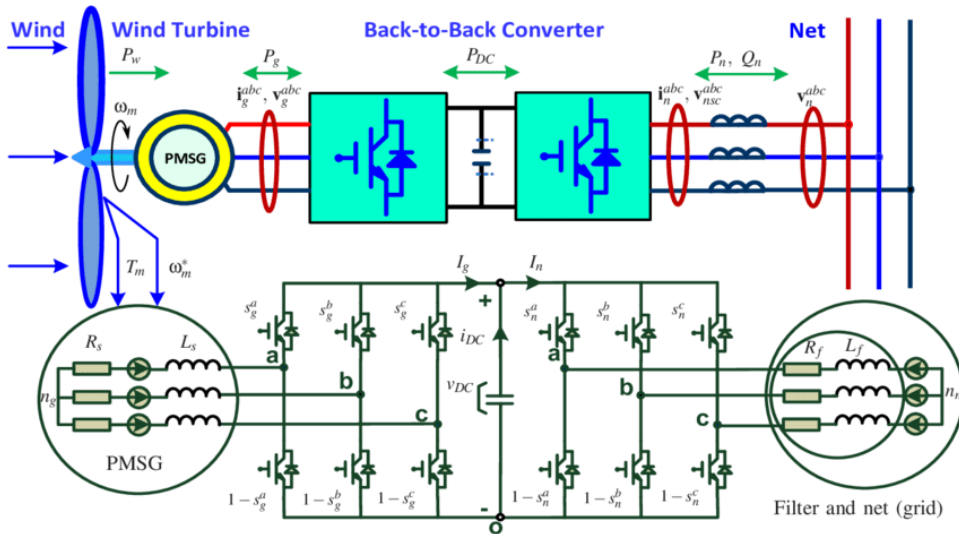 Wind
Wind Turbine
Back-to-Back Converter
Net
P_w
P_g
P_DC
P_n, Q_n
i_g^abc, v_g^abc
i_n^abc, v_nsc^abc
v_n^abc
ω_m
PMSG
T_m
ω_m^*
I_g
I_n
s_g^a
s_g^b
s_g^c
+
s_n^a
s_n^b
s_n^c
R_s
L_s
a
i_DC
a
R_f
L_f
n_g
b
v_DC
b
n_n
c
c
PMSG
1 − s_g^a
1 − s_g^b
1 − s_g^c
-
o
1 − s_n^a
1 − s_n^b
1 − s_n^c
Filter and net (grid)